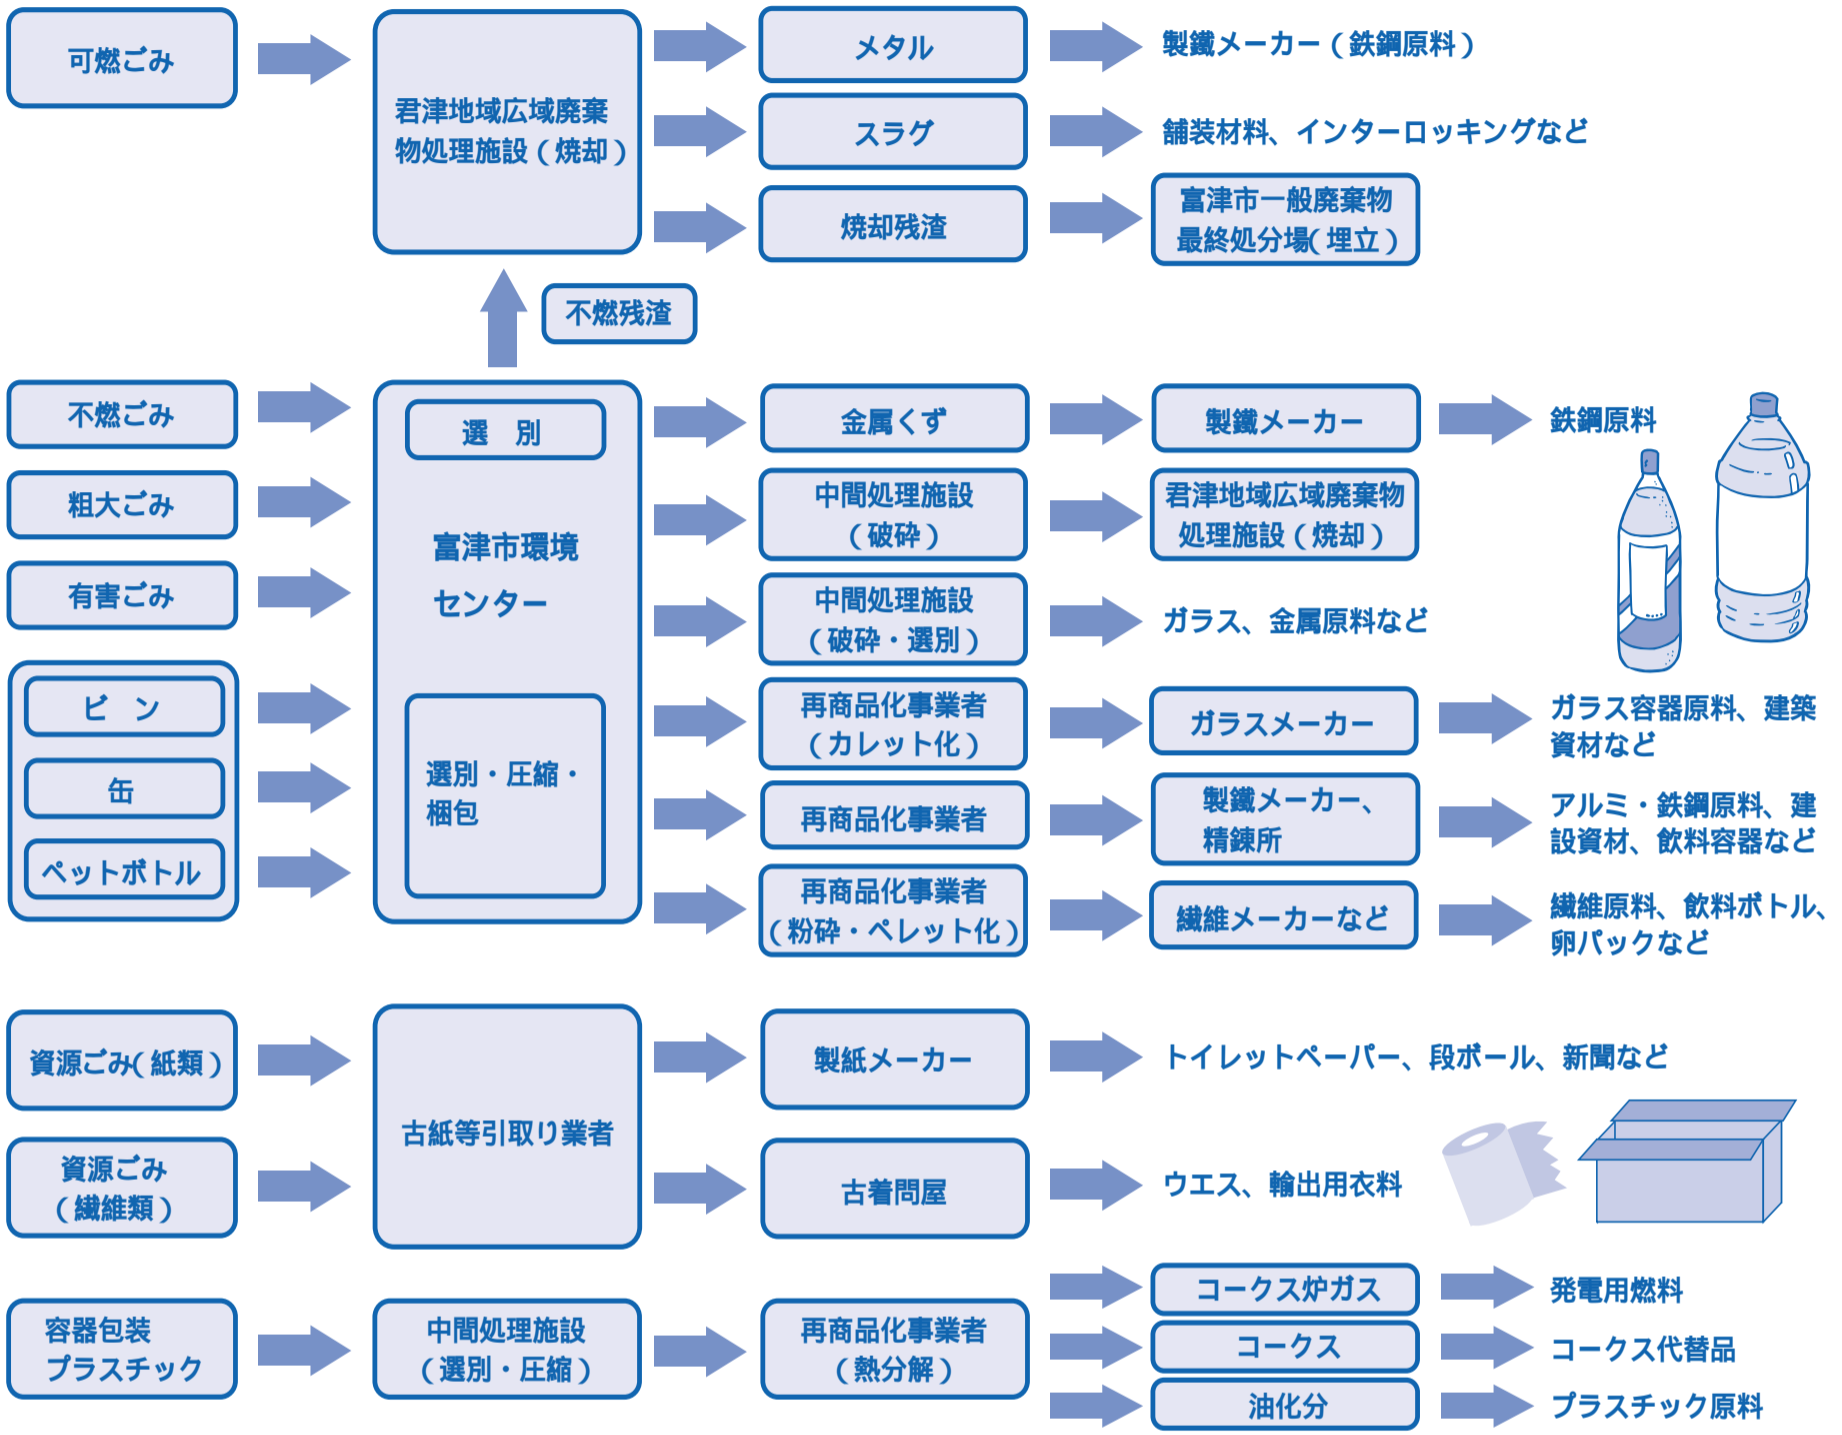 可燃ごみ
君津地域広域廃棄
物処理施設（焼却）
メタル
製鐵メーカー（鉄鋼原料）
スラグ
舗装材料、インターロッキングなど
焼却残渣
富津市一般廃棄物
最終処分場（埋立）
不燃残渣
不燃ごみ
粗大ごみ
有害ごみ
ビン
缶
ペットボトル
選別
富津市環境
センター
選別・圧縮・
梱包
金属くず
製鐵メーカー
鉄鋼原料
中間処理施設
（破砕）
君津地域広域廃棄物
処理施設（焼却）
中間処理施設
（破砕・選別）
ガラス、金属原料など
再商品化事業者
（カレット化）
ガラスメーカー
ガラス容器原料、建築
資材など
再商品化事業者
製鐵メーカー、
精錬所
アルミ・鉄鋼原料、建
設資材、飲料容器など
再商品化事業者
（粉砕・ペレット化）
繊維メーカーなど
繊維原料、飲料ボトル、
卵パックなど
資源ごみ（紙類）
資源ごみ
（繊維類）
古紙等引取り業者
製紙メーカー
トイレットペーパー、段ボール、新聞など
古着問屋
ウエス、輸出用衣料
容器包装
プラスチック
中間処理施設
（選別・圧縮）
再商品化事業者
（熱分解）
コークス炉ガス
発電用燃料
コークス
コークス代替品
油化分
プラスチック原料